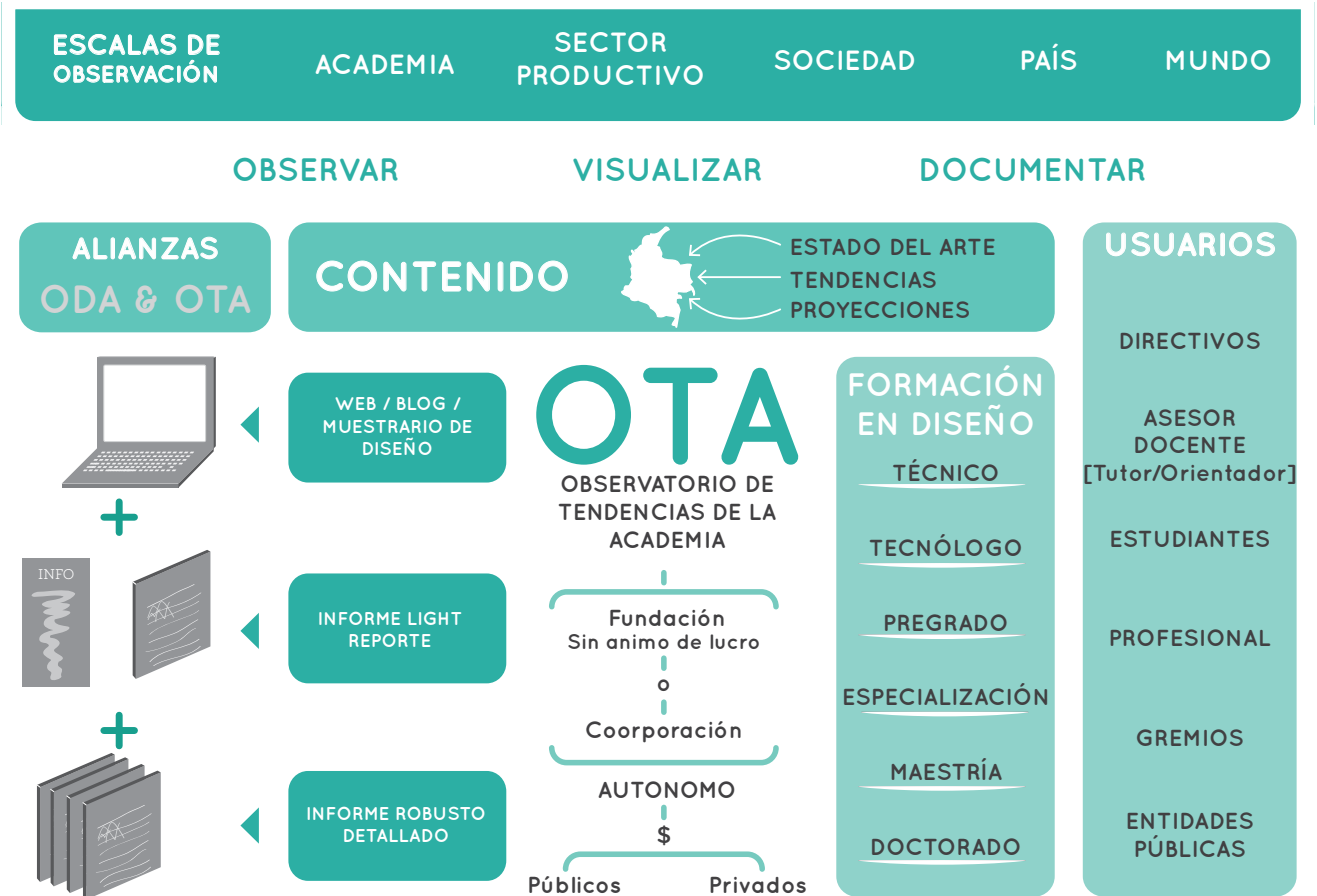 ESCALAS DE
OBSERVACIÓN
ACADEMIA
SECTOR
PRODUCTIVO
SOCIEDAD
PAÍS
MUNDO
OBSERVAR
VISUALIZAR
DOCUMENTAR
ALIANZAS
ODA & OTA
CONTENIDO
ESTADO DEL ARTE
TENDENCIAS
PROYECCIONES
WEB / BLOG /
MUESTRARIO DE
DISEÑO
INFO
INFORME LIGHT
REPORTE
INFORME ROBUSTO
DETALLADO
OTA
OBSERVATORIO DE
TENDENCIAS DE LA
ACADEMIA
Fundación
Sin animo de lucro
o
Coorporación
AUTONOMO
$
Públicos
Privados
FORMACIÓN
EN DISEÑO
TÉCNICO
TECNÓLOGO
PREGRADO
ESPECIALIZACIÓN
MAESTRÍA
DOCTORADO
USUARIOS
DIRECTIVOS
ASESOR
DOCENTE
[Tutor/Orientador]
ESTUDIANTES
PROFESIONAL
GREMIOS
ENTIDADES
PÚBLICAS